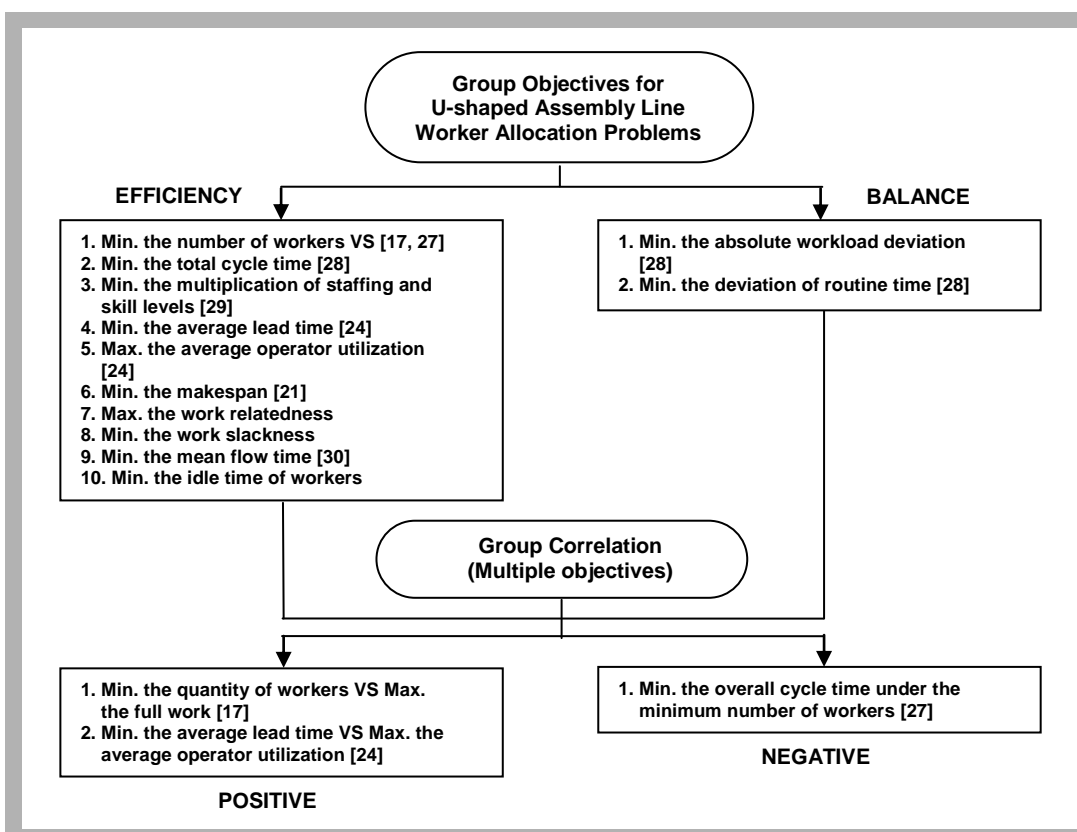 Group Objectives for
U-shaped Assembly Line
Worker Allocation Problems
EFFICIENCY
BALANCE
1. Min. the number of workers VS [17, 27]
2. Min. the total cycle time [28]
3. Min. the multiplication of staffing and
skill levels [29]
4. Min. the average lead time [24]
5. Max. the average operator utilization
[24]
6. Min. the makespan [21]
7. Max. the work relatedness
8. Min. the work slackness
9. Min. the mean flow time [30]
10. Min. the idle time of workers
1. Min. the absolute workload deviation
[28]
2. Min. the deviation of routine time [28]
Group Correlation
(Multiple objectives)
1. Min. the quantity of workers VS Max.
the full work [17]
2. Min. the average lead time VS Max. the
average operator utilization [24]
POSITIVE
1. Min. the overall cycle time under the
minimum number of workers [27]
NEGATIVE